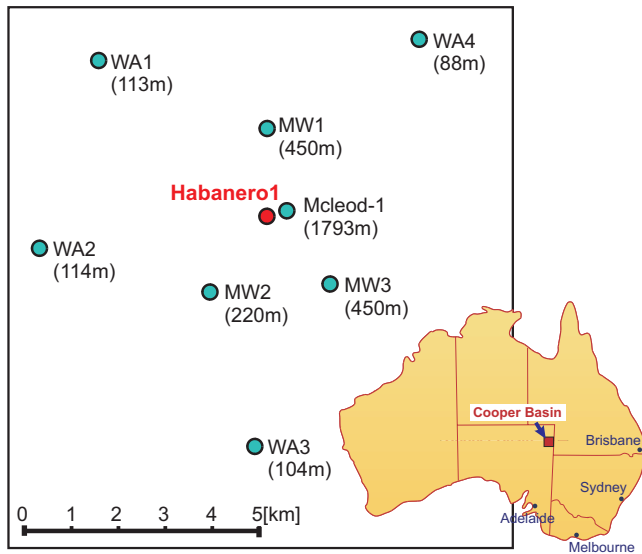 WA1
(113m)
WA4
(88m)
MW1
(450m)
Habanero1
Mcleod-1
(1793m)
WA2
(114m)
MW2
(220m)
MW3
(450m)
WA3
(104m)
0 1 2 3 4 5[km]
Cooper Basin
Brisbane
Sydney
Adelaide
Melbourne